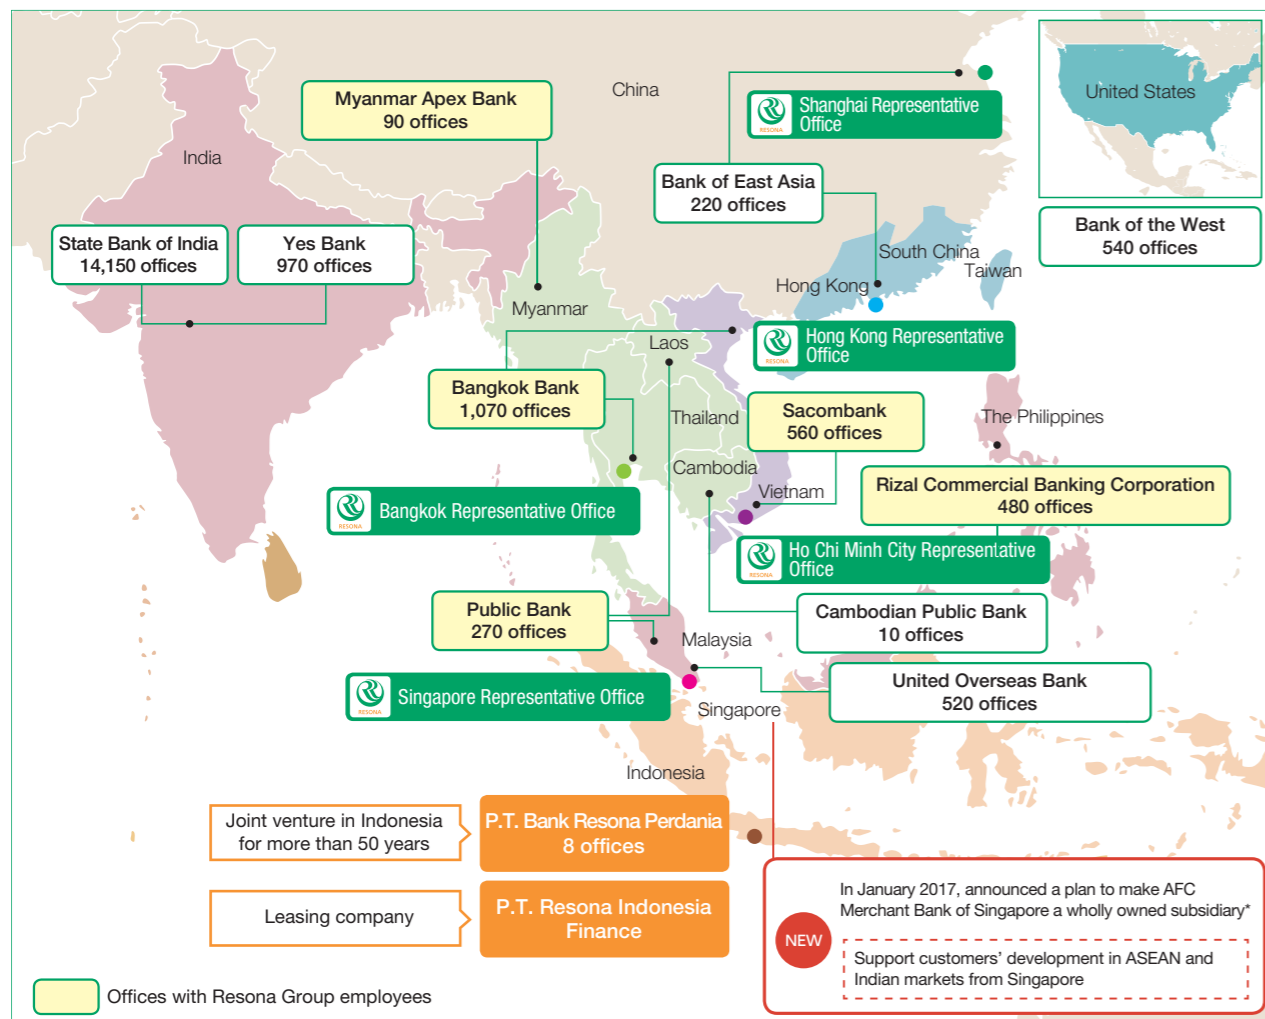 China
United States
Myanmar Apex Bank
90 offices
RESONA
Shanghai Representative
Office
India
Bank of East Asia
220 offices
Bank of the West
540 offices
State Bank of India
14,150 offices
Yes Bank
970 offices
South China
Taiwan
Hong Kong
Myanmar
RESONA
Hong Kong Representative
Office
Laos
Bangkok Bank
1,070 offices
Thailand
Sacombank
560 offices
The Philippines
Cambodia
Vietnam
Rizal Commercial Banking Corporation
480 offices
RESONA
Bangkok Representative Office
RESONA
Ho Chi Minh City Representative
Office
Public Bank
270 offices
Cambodian Public Bank
10 offices
Malaysia
United Overseas Bank
520 offices
RESONA
Singapore Representative Office
Singapore
Indonesia
Joint venture in Indonesia
for more than 50 years
P.T. Bank Resona Perdania
8 offices
Leasing company
P.T. Resona Indonesia
Finance
NEW
In January 2017, announced a plan to make AFC
Merchant Bank of Singapore a wholly owned subsidiary*
Support customers' development in ASEAN and
Indian markets from Singapore
Offices with Resona Group employees